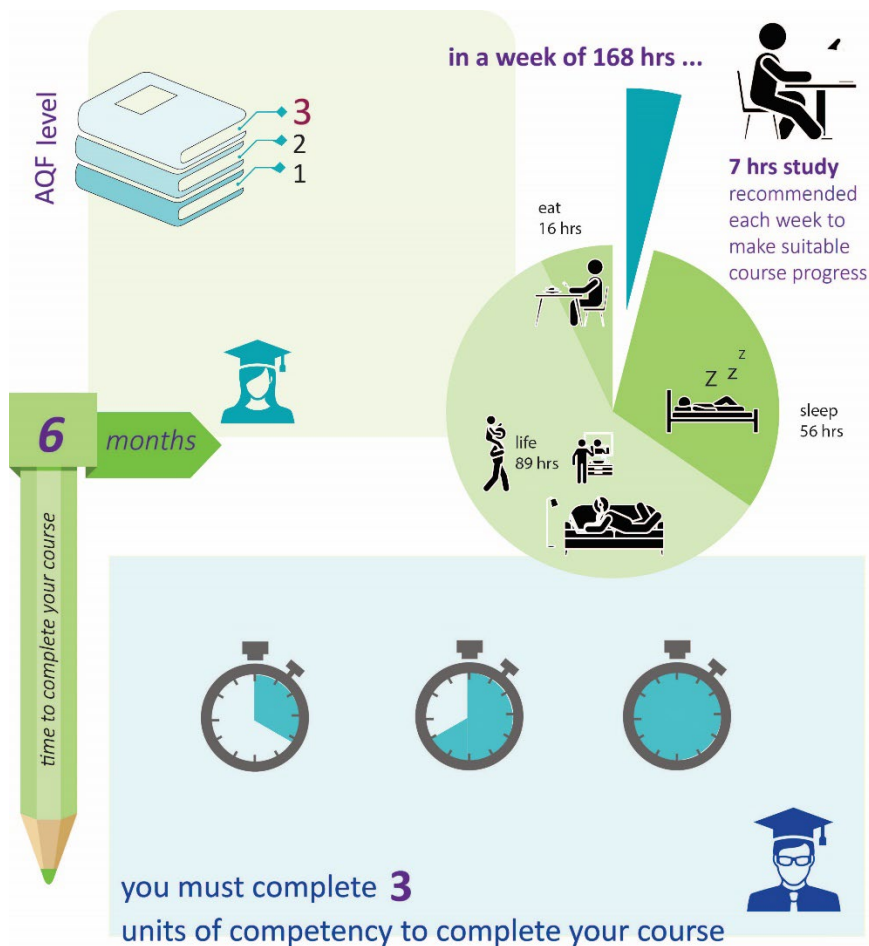 AQF level
3
2
1
in a week of 168 hrs ...
7 hrs study
recommended
each week to
make suitable
course progress
eat
16 hrs
Z z z
sleep
56 hrs
life
89 hrs
6 months
time to complete your course
you must complete 3
units of competency to complete your course